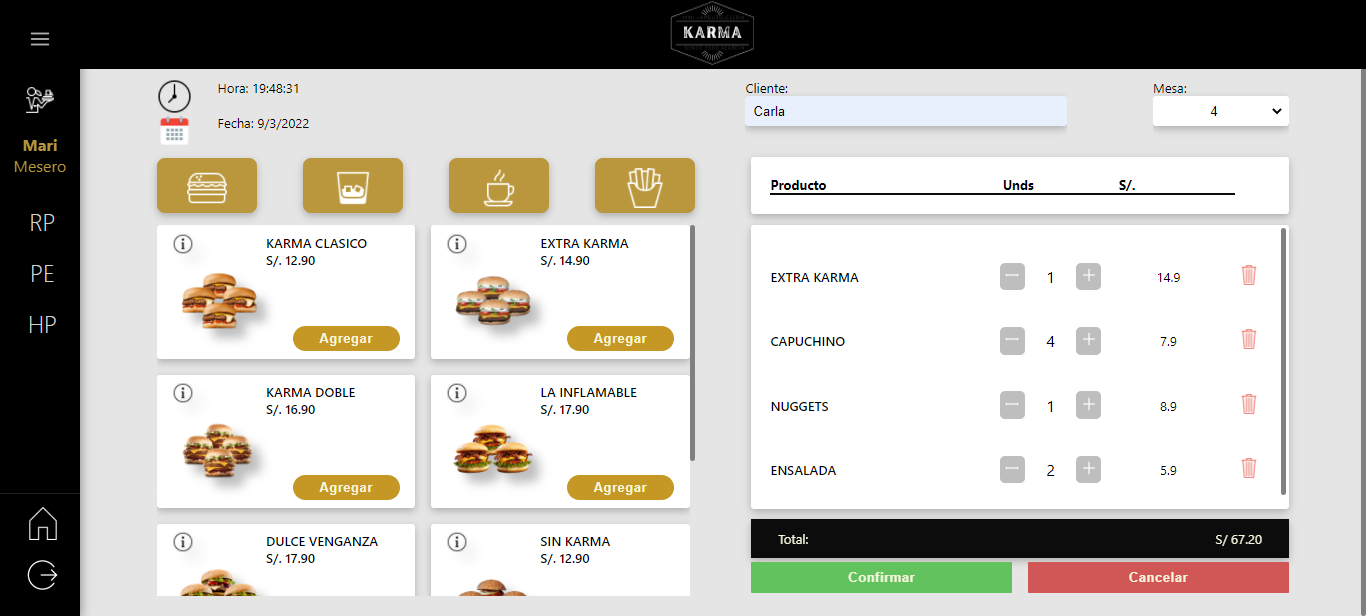 KARMA
Mari
Mesero
RP
PE
HP
Hora: 19:48:31
Fecha: 9/3/2022
Cliente:
Carla
Mesa:
4
KARMA CLASICO
S/. 12.90
Agregar
EXTRA KARMA
S/. 14.90
Agregar
KARMA DOBLE
S/. 16.90
Agregar
LA INFLAMABLE
S/. 17.90
Agregar
DULCE VENGANZA
S/. 17.90
SIN KARMA
S/. 12.90
Producto Unds S/.
EXTRA KARMA 1 14.9
CAPUCHINO 4 7.9
NUGGETS 1 8.9
ENSALADA 2 5.9
Total: S/ 67.20
Confirmar Cancelar